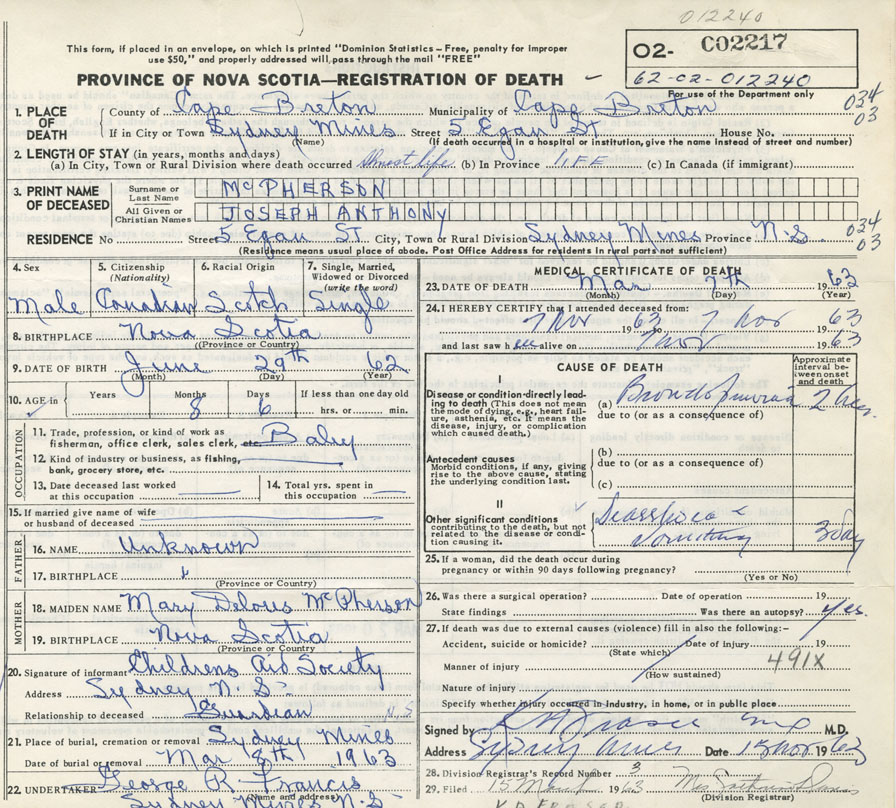 012240
This form, if placed in an envelope, on which is printed "Dominion Statistics - Free, penalty for improper
use $50," and properly addressed will pass through the mail "FREE"
O2- C02217
PROVINCE OF NOVA SCOTIA—REGISTRATION OF DEATH
62-02-012240
For use of the Department only
1. PLACE OF DEATH County of Cape Breton Municipality of Cape Breton 034
If in City or Town Sydney Mines Street 5 Egan St House No. 03
(Name) (If death occurred in a hospital or institution, give the name instead of street and number)
2. LENGTH OF STAY (in years, months and days)
(a) In City, Town or Rural Division where death occurred Almost life (b) In Province LIFE (c) In Canada (if immigrant)
3. PRINT NAME OF DECEASED Surname or Last Name McPHERSON
All Given or Christian Names JOSEPH ANTHONY
RESIDENCE No Street 5 Egan ST City, Town or Rural Division Sydney Mines Province N.S. 034
03
(Residence means usual place of abode. Post Office Address for residents in rural parts not sufficient)
4. Sex 5. Citizenship (Nationality) 6. Racial Origin 7. Single, Married, Widowed or Divorced (write the word)
Male Canadian Scotch Single
8. BIRTHPLACE Nova Scotia
(Province or Country)
9. DATE OF BIRTH June 29th 62
(Month) (Day) (Year)
10. AGE Years Months Days If less than one day old
8 6 hrs. or min.
OCCUPATION
11. Trade, profession, or kind of work as
fisherman, office clerk, sales clerk, etc. Baby
12. Kind of industry or business, as fishing,
bank, grocery store, etc.
13. Date deceased last worked
at this occupation
14. Total yrs. spent in
this occupation
15. If married give name of wife
or husband of deceased
FATHER
16. NAME Unknown
17. BIRTHPLACE
(Province or Country)
MOTHER
18. MAIDEN NAME Mary Delores McPherson
19. BIRTHPLACE Nova Scotia
(Province or Country
20. Signature of informant Childrens Aid Society
Address Sydney N.S.
Relationship to deceased Guardian N.S
21. Place of burial, cremation or removal Sydney Mines
Date of burial or removal Mar 8th 1963
22. UNDERTAKER George R Francis
(Name and address)
Sydney Mines N.S
MEDICAL CERTIFICATE OF DEATH
23. DATE OF DEATH Mar 7th 1963
(Month) (Day) (Year)
24. I HEREBY CERTIFY that I attended deceased from:
7 Mar 1963 to 7 Mar 63
and last saw h alive on 7 Mar 1963
CAUSE OF DEATH
Approximate interval between onset and death
I
Disease or condition directly leading to death (This does not mean the mode of dying, e.g., heart failure, asthenia, etc. It means the disease, injury, or complication which caused death.)
(a) 2
due to (or as a consequence of)
Antecedent causes
Morbid conditions, if any, giving rise to the above cause, stating the underlying condition last.
(b)
due to (or as a consequence of)
(c)
II
Other significant conditions
contributing to the death, but not related to the disease or condition causing it.
vomiting 3 day
25. If a woman, did the death occur during
pregnancy or within 90 days following pregnancy?
(Yes or No)
26. Was there a surgical operation? Date of operation 19
State findings Was there an autopsy? yes.
27. If death was due to external causes (violence) fill in also the following:-
Accident, suicide or homicide? Date of injury 19
(State which)
Manner of injury 491X
(How sustained)
Nature of injury
Specify whether injury occurred in Industry, in home, or in public place
Signed by M.D.
Address Sydney Mines Date 15 Mar 1963
28. Division Registrar's Record Number 3
29. Filed 15 March 1963 Mrs
(Division Registrar)